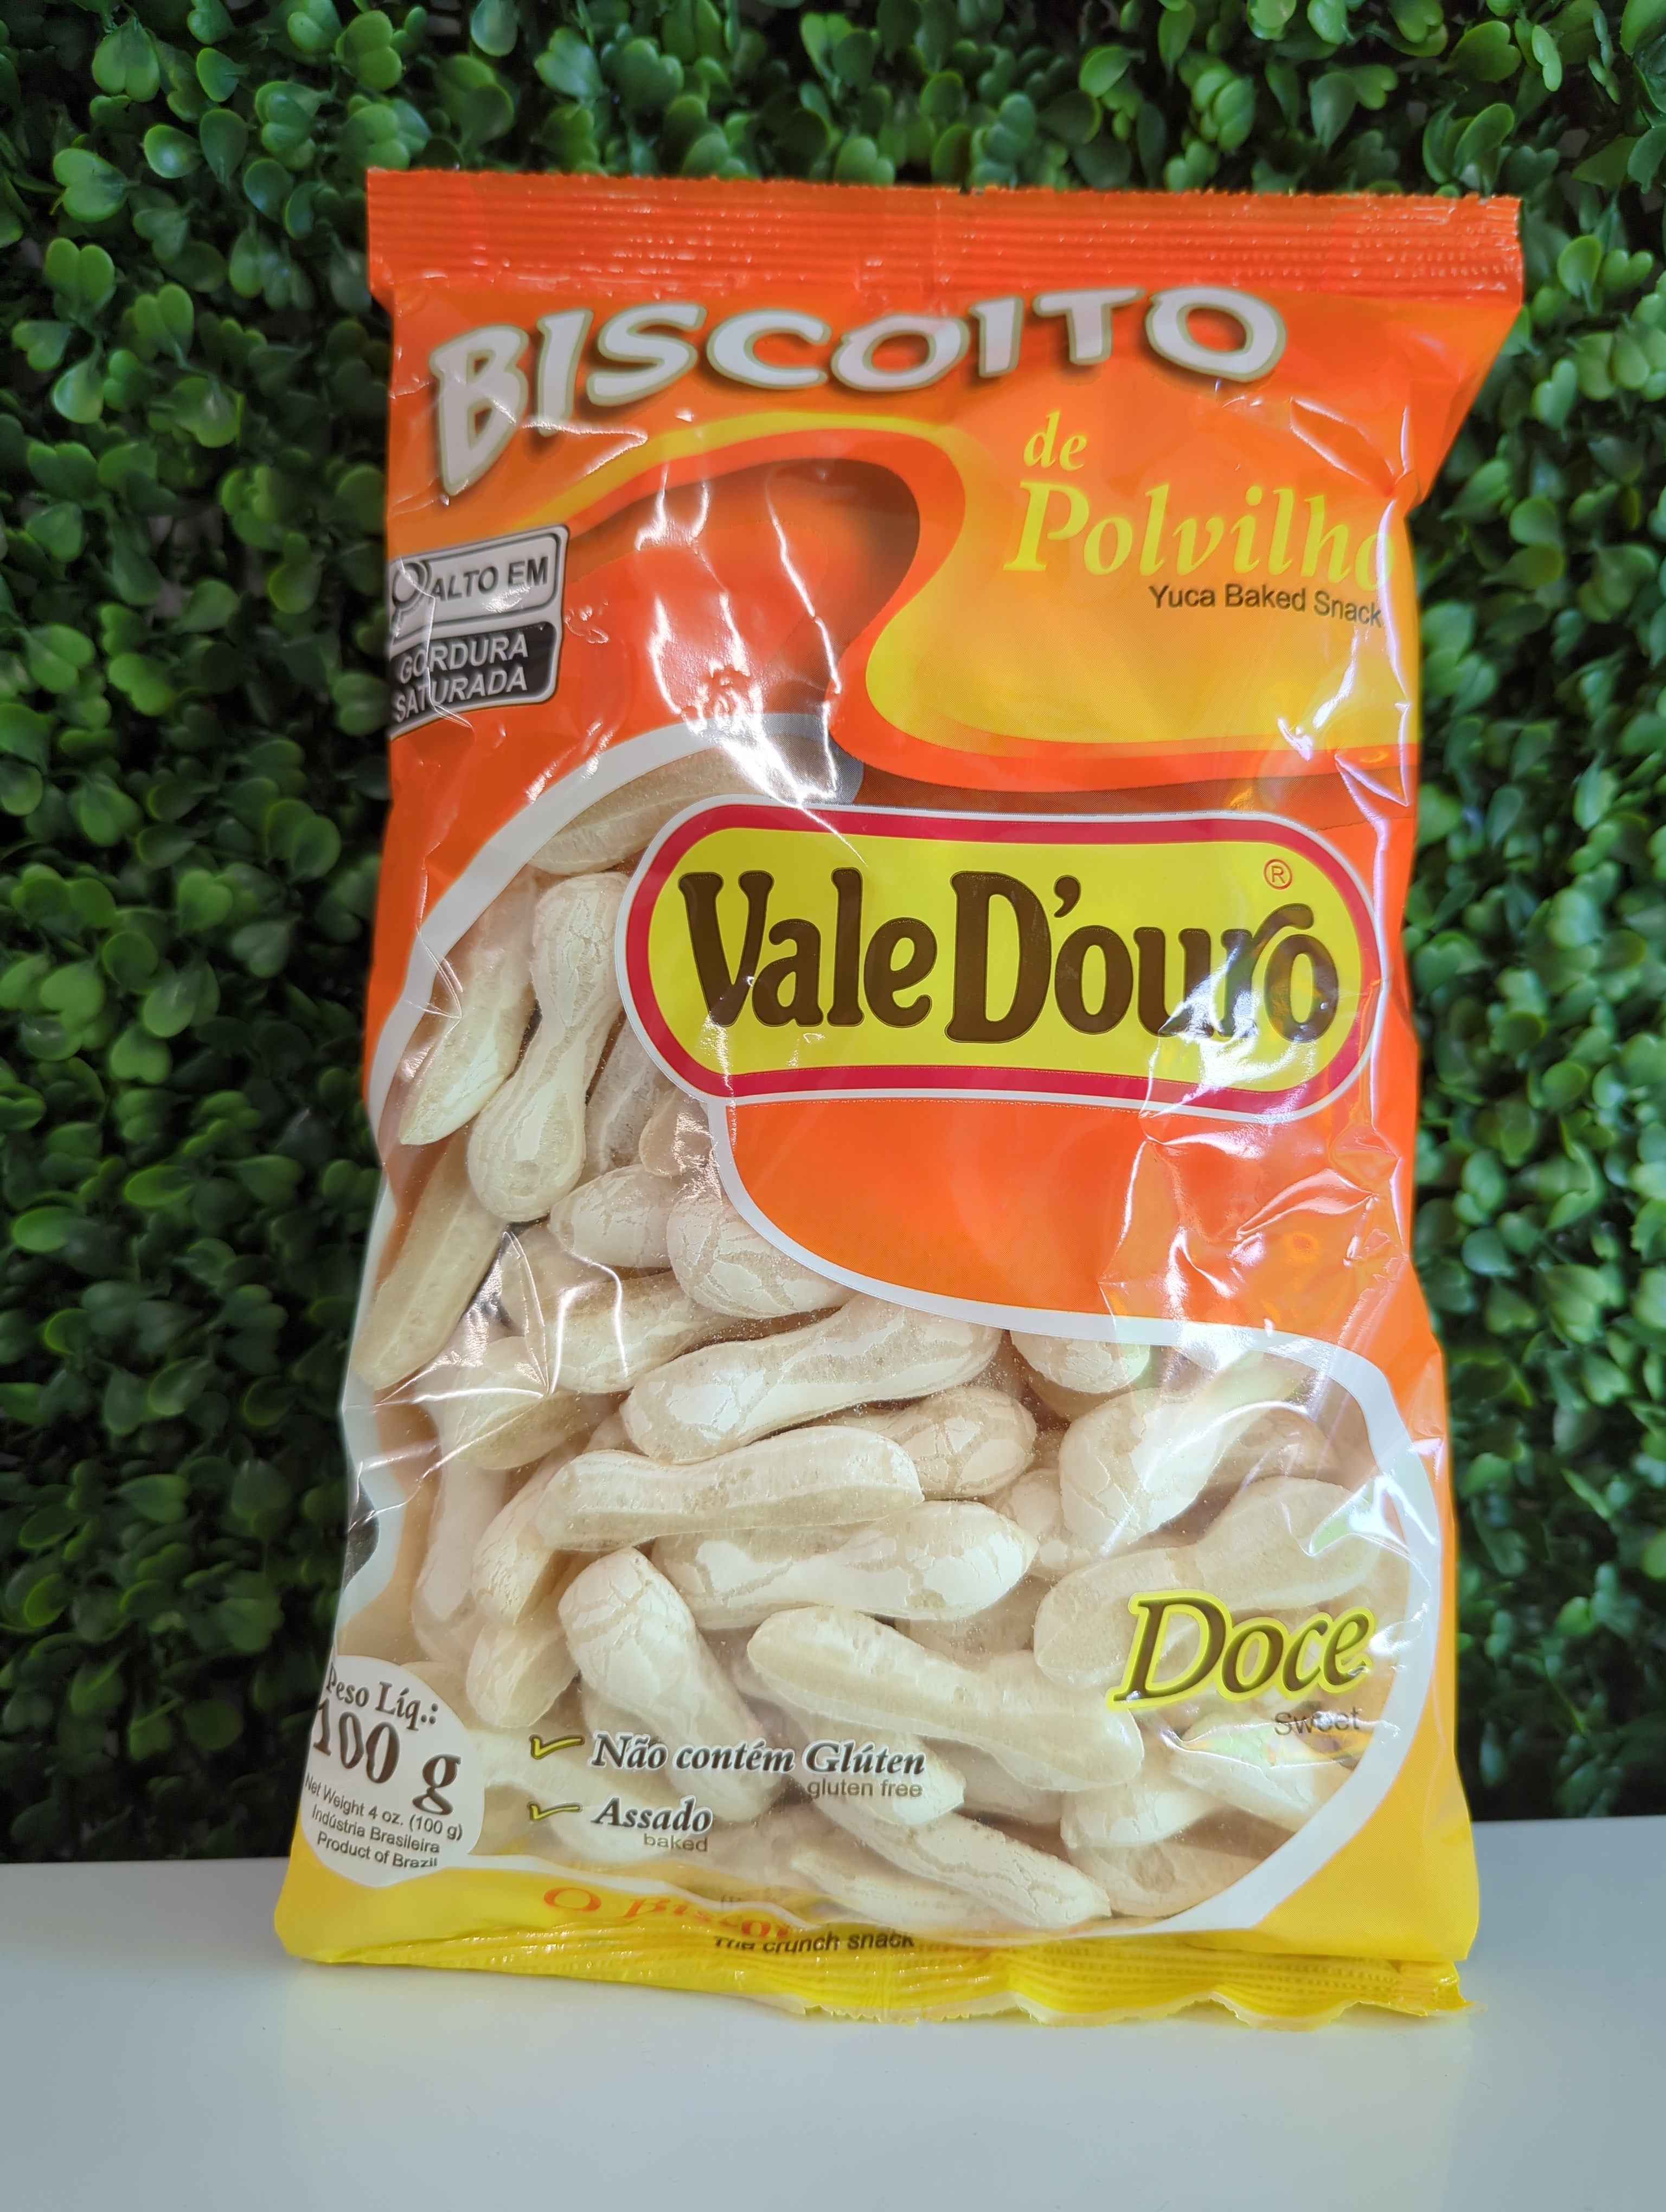 BISCOITO
de
Polvilho
Yuca Baked Snack
ALTO EM
GORDURA
SATURADA
Vale D'ouro
®
Doce
Sweet
Peso Líq.:
100 g
Net Weight 4 oz. (100 g)
Indústria Brasileira
Product of Brazil
Não contém Glúten
gluten free
Assado
baked
O
The crunch snack